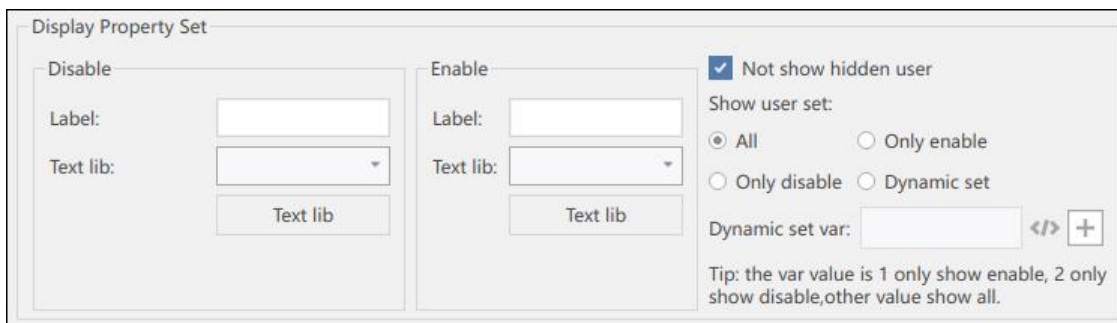 Display Property Set
Disable
Label:
Text lib:
Text lib
Enable
Label:
Text lib:
Text lib
Not show hidden user
Show user set:
All
Only enable
Only disable
Dynamic set
Dynamic set var:
</>
Tip: the var value is 1 only show enable, 2 only
show disable,other value show all.